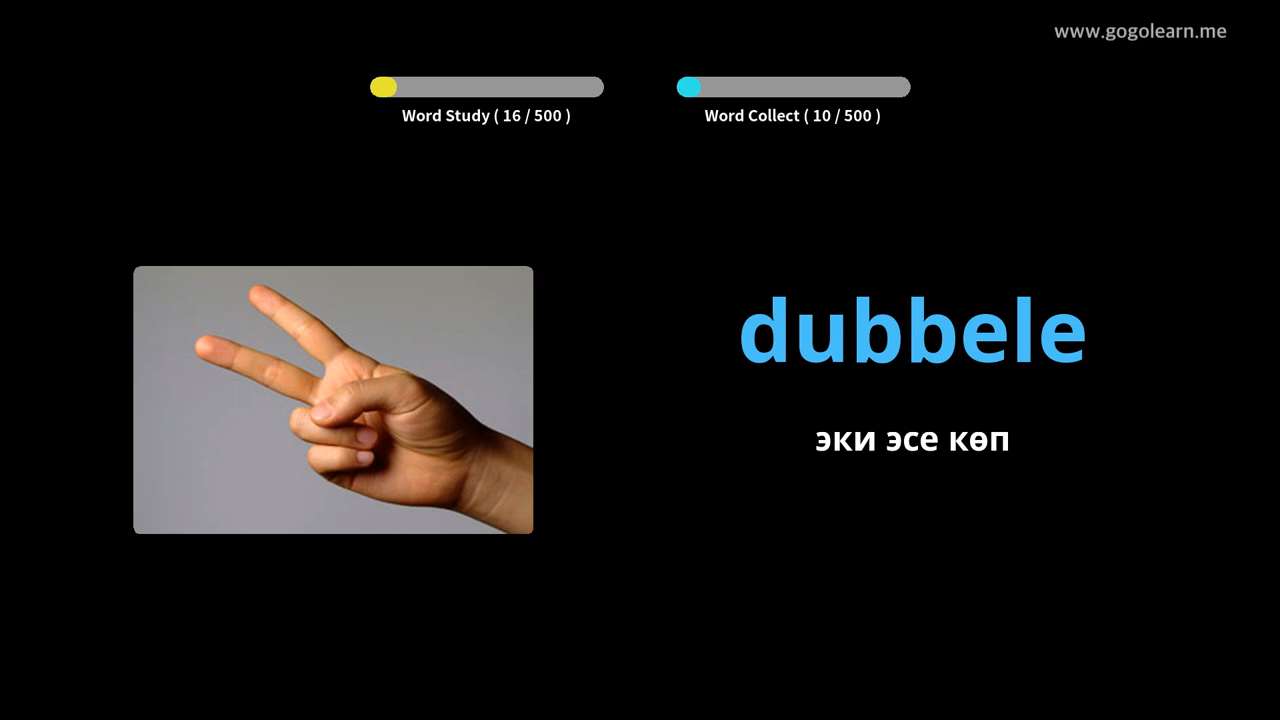 www.gogolearn.me
Word Study ( 16 / 500 )
Word Collect ( 10 / 500 )
dubbele
эки эсе көп